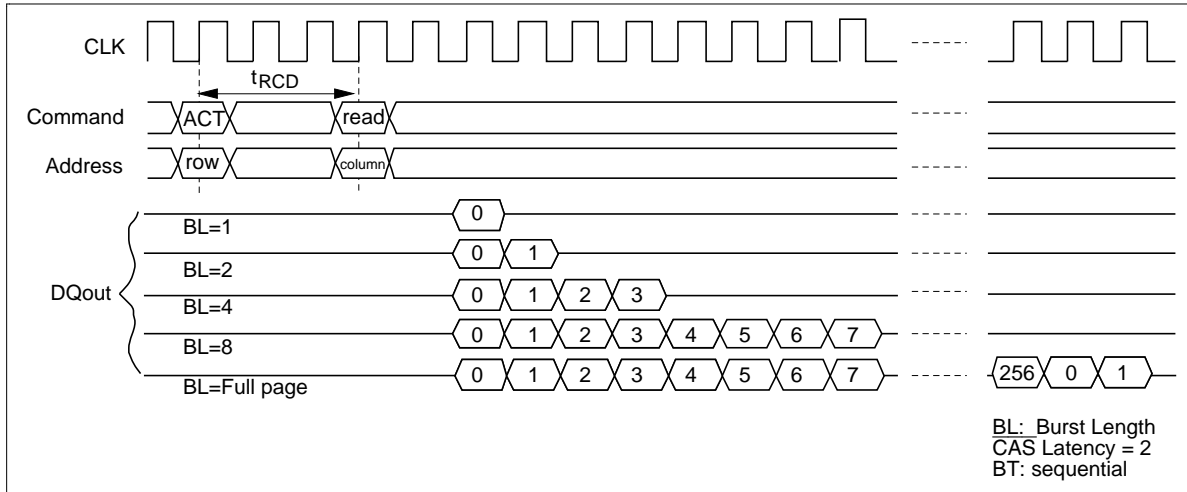 CLK
tRCD
Command
ACT
read
Address
row
column
0
BL=1
0 1
BL=2
DQout
0 1 2 3
BL=4
0 1 2 3 4 5 6 7
BL=8
0 1 2 3 4 5 6 7 256 0 1
BL=Full page
BL: Burst Length
CAS Latency = 2
BT: sequential